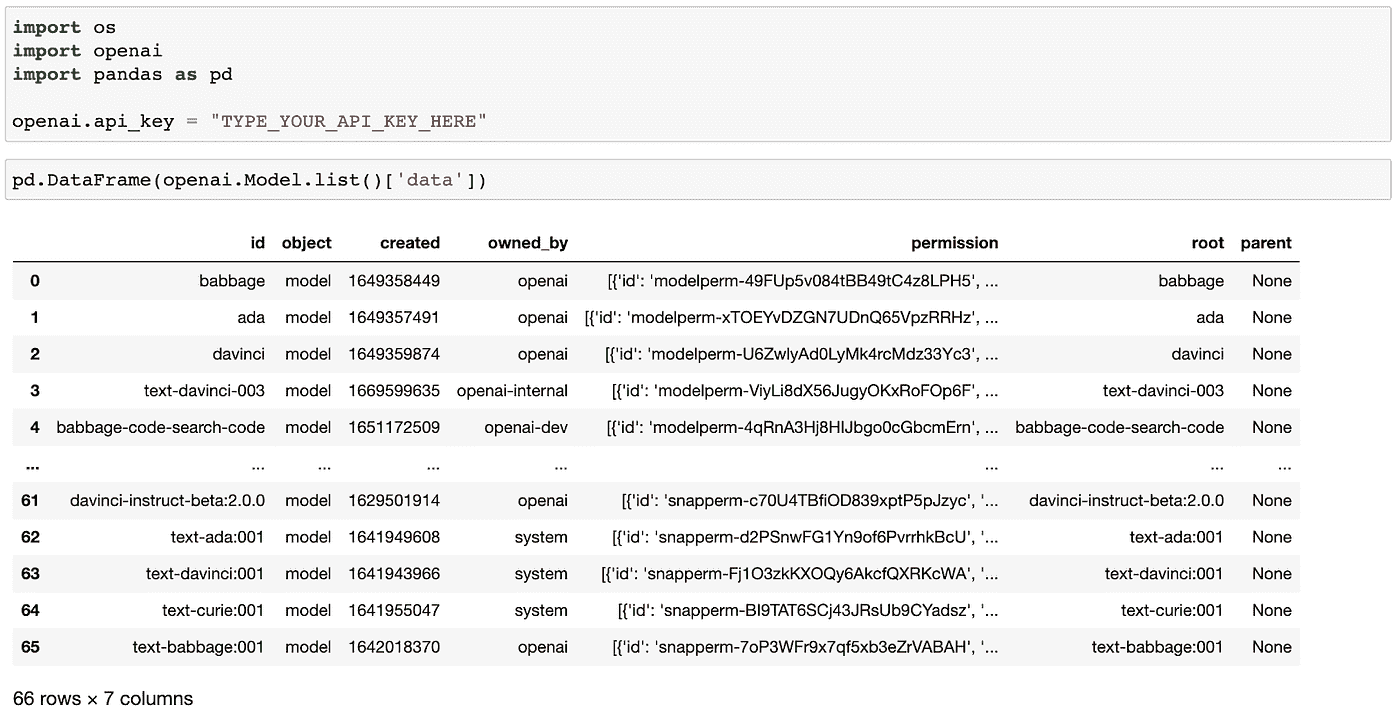 import os
import openai
import pandas as pd
openai.api_key = "TYPE_YOUR_API_KEY_HERE"
pd.DataFrame(openai.Model.list()['data'])
id object created owned_by permission root parent
0 babbage model 1649358449 openai [{'id': 'modelperm-49FUp5v084tBB49tC4z8LPH5', ... babbage None
1 ada model 1649357491 openai [{'id': 'modelperm-xTOEYvDZGN7UDnQ65VpzRRHz', ... ada None
2 davinci model 1649359874 openai [{'id': 'modelperm-U6ZwlyAd0LyMk4rcMdz33Yc3', ... davinci None
3 text-davinci-003 model 1669599635 openai-internal [{'id': 'modelperm-ViyLi8dX56JugyOKxRoFOp6F', ... text-davinci-003 None
4 babbage-code-search-code model 1651172509 openai-dev [{'id': 'modelperm-4qRnA3Hj8HIJbgo0cGbcmErn', ... babbage-code-search-code None
... ... ... ... ... ... ... ...
61 davinci-instruct-beta:2.0.0 model 1629501914 openai [{'id': 'snapperm-c70U4TBfiOD839xptP5pJzyc', '... davinci-instruct-beta:2.0.0 None
62 text-ada:001 model 1641949608 system [{'id': 'snapperm-d2PSnwFG1Yn9of6PvrrhkBcU', '... text-ada:001 None
63 text-davinci:001 model 1641943966 system [{'id': 'snapperm-Fj1O3zkKXOQy6AkcfQXRKcWA', '... text-davinci:001 None
64 text-curie:001 model 1641955047 system [{'id': 'snapperm-BI9TAT6SCj43JRsUb9CYadsz', '... text-curie:001 None
65 text-babbage:001 model 1642018370 openai [{'id': 'snapperm-7oP3WFr9x7qf5xb3eZrVABAH', '... text-babbage:001 None
66 rows × 7 columns